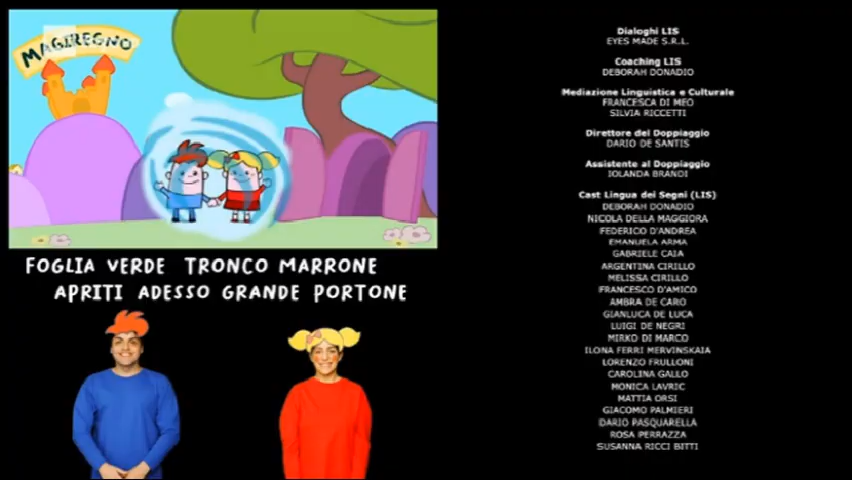 MAGIREGNO
FOGLIA VERDE TRONCO MARRONE
APRITI ADESSO GRANDE PORTONE
Dialoghi LIS
EYES MADE S.R.L.
Coaching LIS
DEBORAH DONADIO
Mediazione Linguistica e Culturale
FRANCESCA DI MEO
SILVIA RICCETTI
Direttore del Doppiaggio
DARIO DE SANTIS
Assistente al Doppiaggio
IOLANDA BRANDI
Cast Lingua dei Segni (LIS)
DEBORAH DONADIO
NICOLA DELLA MAGGIORA
FEDERICO D'ANDREA
EMANUELA ARMA
GABRIELE CAIA
ARGENTINA CIRILLO
MELISSA CIRILLO
FRANCESCO D'AMICO
AMBRA DE CARO
GIANLUCA DE LUCA
LUIGI DE NEGRI
MIRKO DI MARCO
ILONA FERRI MERVINSKAIA
LORENZO FRULLONI
CAROLINA GALLO
MONICA LAVRIC
MATTIA ORSI
GIACOMO PALMIERI
DARIO PASQUARELLA
ROSA PERRAZZA
SUSANNA RICCI BITTI